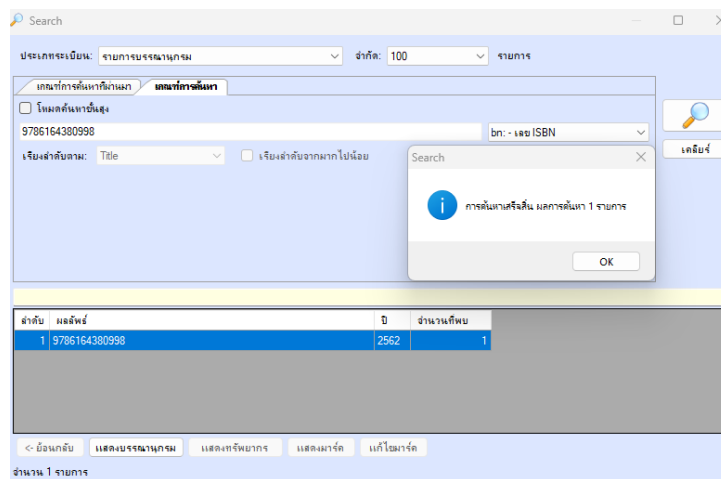 Search
ประเภทระเบียน: รายการบรรณานุกรม จำกัด: 100 รายการ
เกณฑ์การค้นหาที่ผ่านมา เกณฑ์การค้นหา
โหมดค้นหาขั้นสูง
9786164380998 bn: - เลข ISBN
เคลียร์
เรียงลำดับตาม: Title เรียงลำดับจากมากไปน้อย
Search
การค้นหาเสร็จสิ้น ผลการค้นหา 1 รายการ
OK
ลำดับ ผลลัพธ์ ปี จำนวนที่พบ
1 9786164380998 2562 1
<- ย้อนกลับ แสดงบรรณานุกรม แสดงทรัพยากร แสดงมาร์ค แก้ไขมาร์ค
จำนวน 1 รายการ